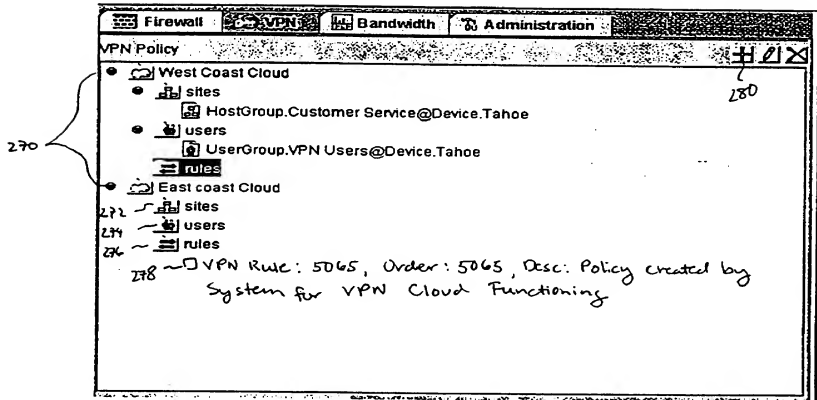 Firewall VPN Bandwidth Administration
VPN Policy
280
West Coast Cloud
sites
HostGroup.Customer Service@Device.Tahoe
users
UserGroup.VPN Users@Device.Tahoe
270
rules
East coast Cloud
272 sites
274 users
276 rules
278 VPN Rule: 5065, Order: 5065, Desc: Policy created by
System for VPN Cloud Functioning